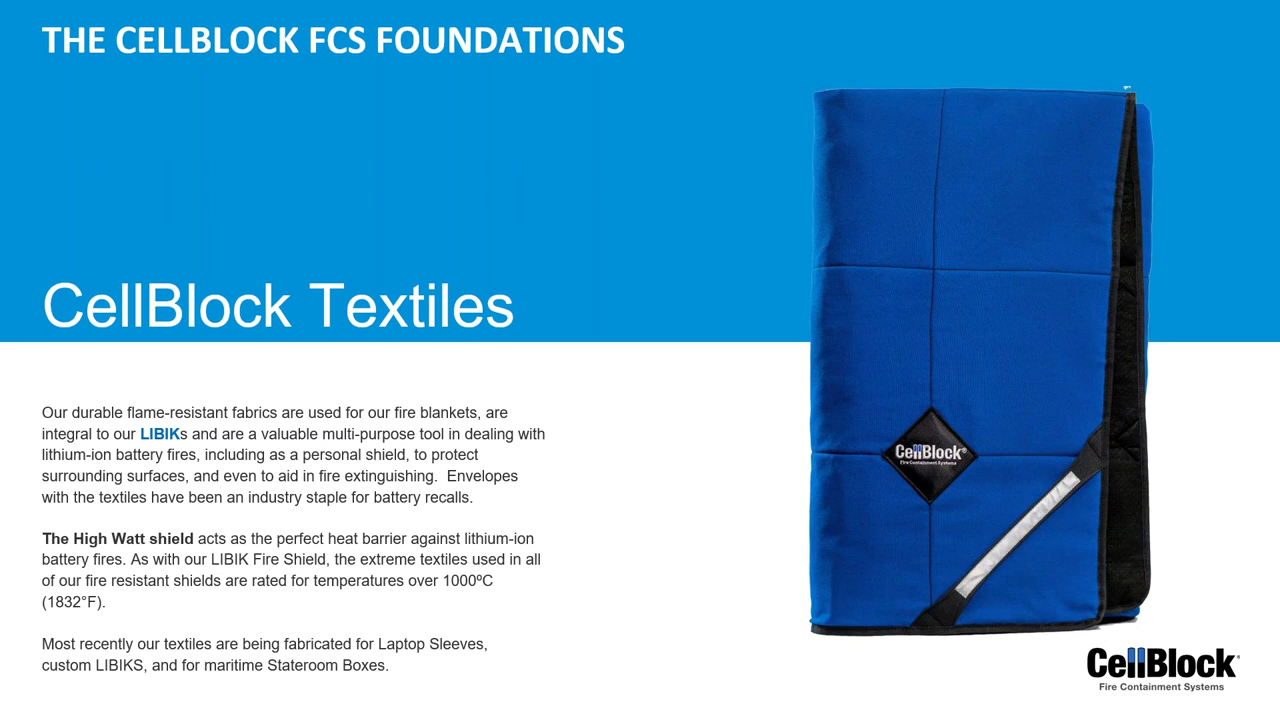 THE CELLBLOCK FCS FOUNDATIONS
CellBlock Textiles
Our durable flame-resistant fabrics are used for our fire blankets, are
integral to our LIBIKs and are a valuable multi-purpose tool in dealing with
lithium-ion battery fires, including as a personal shield, to protect
surrounding surfaces, and even to aid in fire extinguishing.  Envelopes
with the textiles have been an industry staple for battery recalls.
The High Watt shield acts as the perfect heat barrier against lithium-ion
battery fires. As with our LIBIK Fire Shield, the extreme textiles used in all
of our fire resistant shields are rated for temperatures over 1000ºC
(1832°F).
Most recently our textiles are being fabricated for Laptop Sleeves,
custom LIBIKS, and for maritime Stateroom Boxes.
CellBlock®
Fire Containment Systems
CellBlock®
Fire Containment Systems